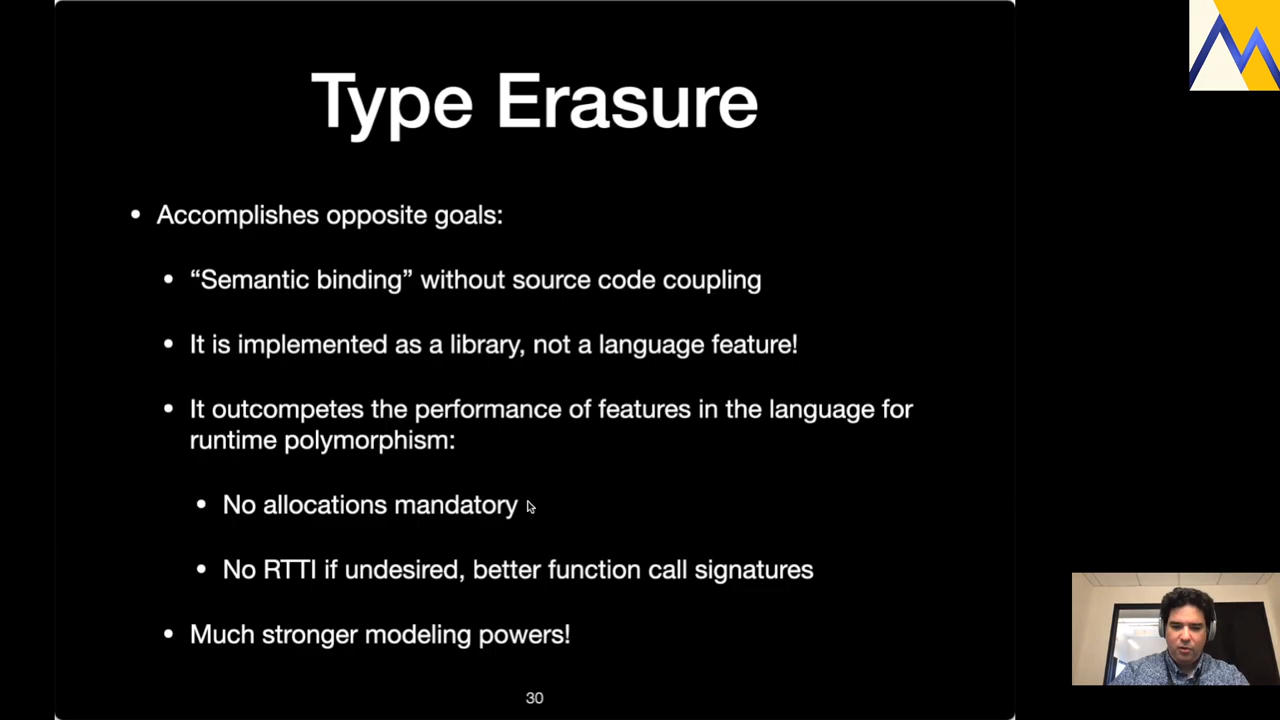 Type Erasure
• Accomplishes opposite goals:
• “Semantic binding” without source code coupling
• It is implemented as a library, not a language feature!
• It outcompetes the performance of features in the language for
runtime polymorphism:
• No allocations mandatory
• No RTTI if undesired, better function call signatures
• Much stronger modeling powers!
30